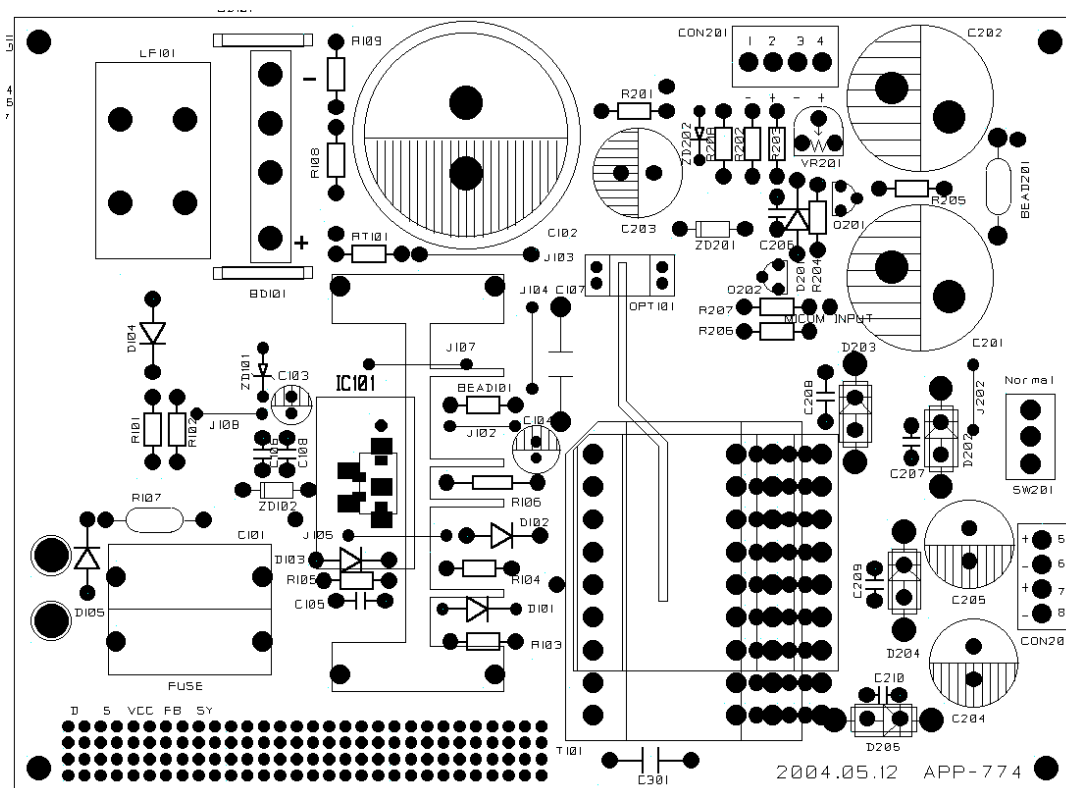 LF101
R109
R108
-
+
BD101
RT101
C102
J103
CON201
1 2 3 4
- + - +
C202
R201
ZD202
R208
R202
R203
VR201
BEAD201
R205
C203
ZD201
C206
D201
R204
Q201
Q202
OPT101
R207
MICUM INPUT
R206
C201
D104
ZD101
C103
J104
C107
J107
IC101
BEAD101
D203
C208
Normal
J202
R101
R102
J108
C106
C108
J102
C104
C207
D202
SW201
ZD102
R106
R107
C101
J105
D102
D103
R105
R104
C105
D101
D105
R103
FUSE
C209
C205
D204
+ 5
- 6
+ 7
- 8
CON20
C210
C204
D205
D S VCC FB SY
T101
C301
2004.05.12 APP-774